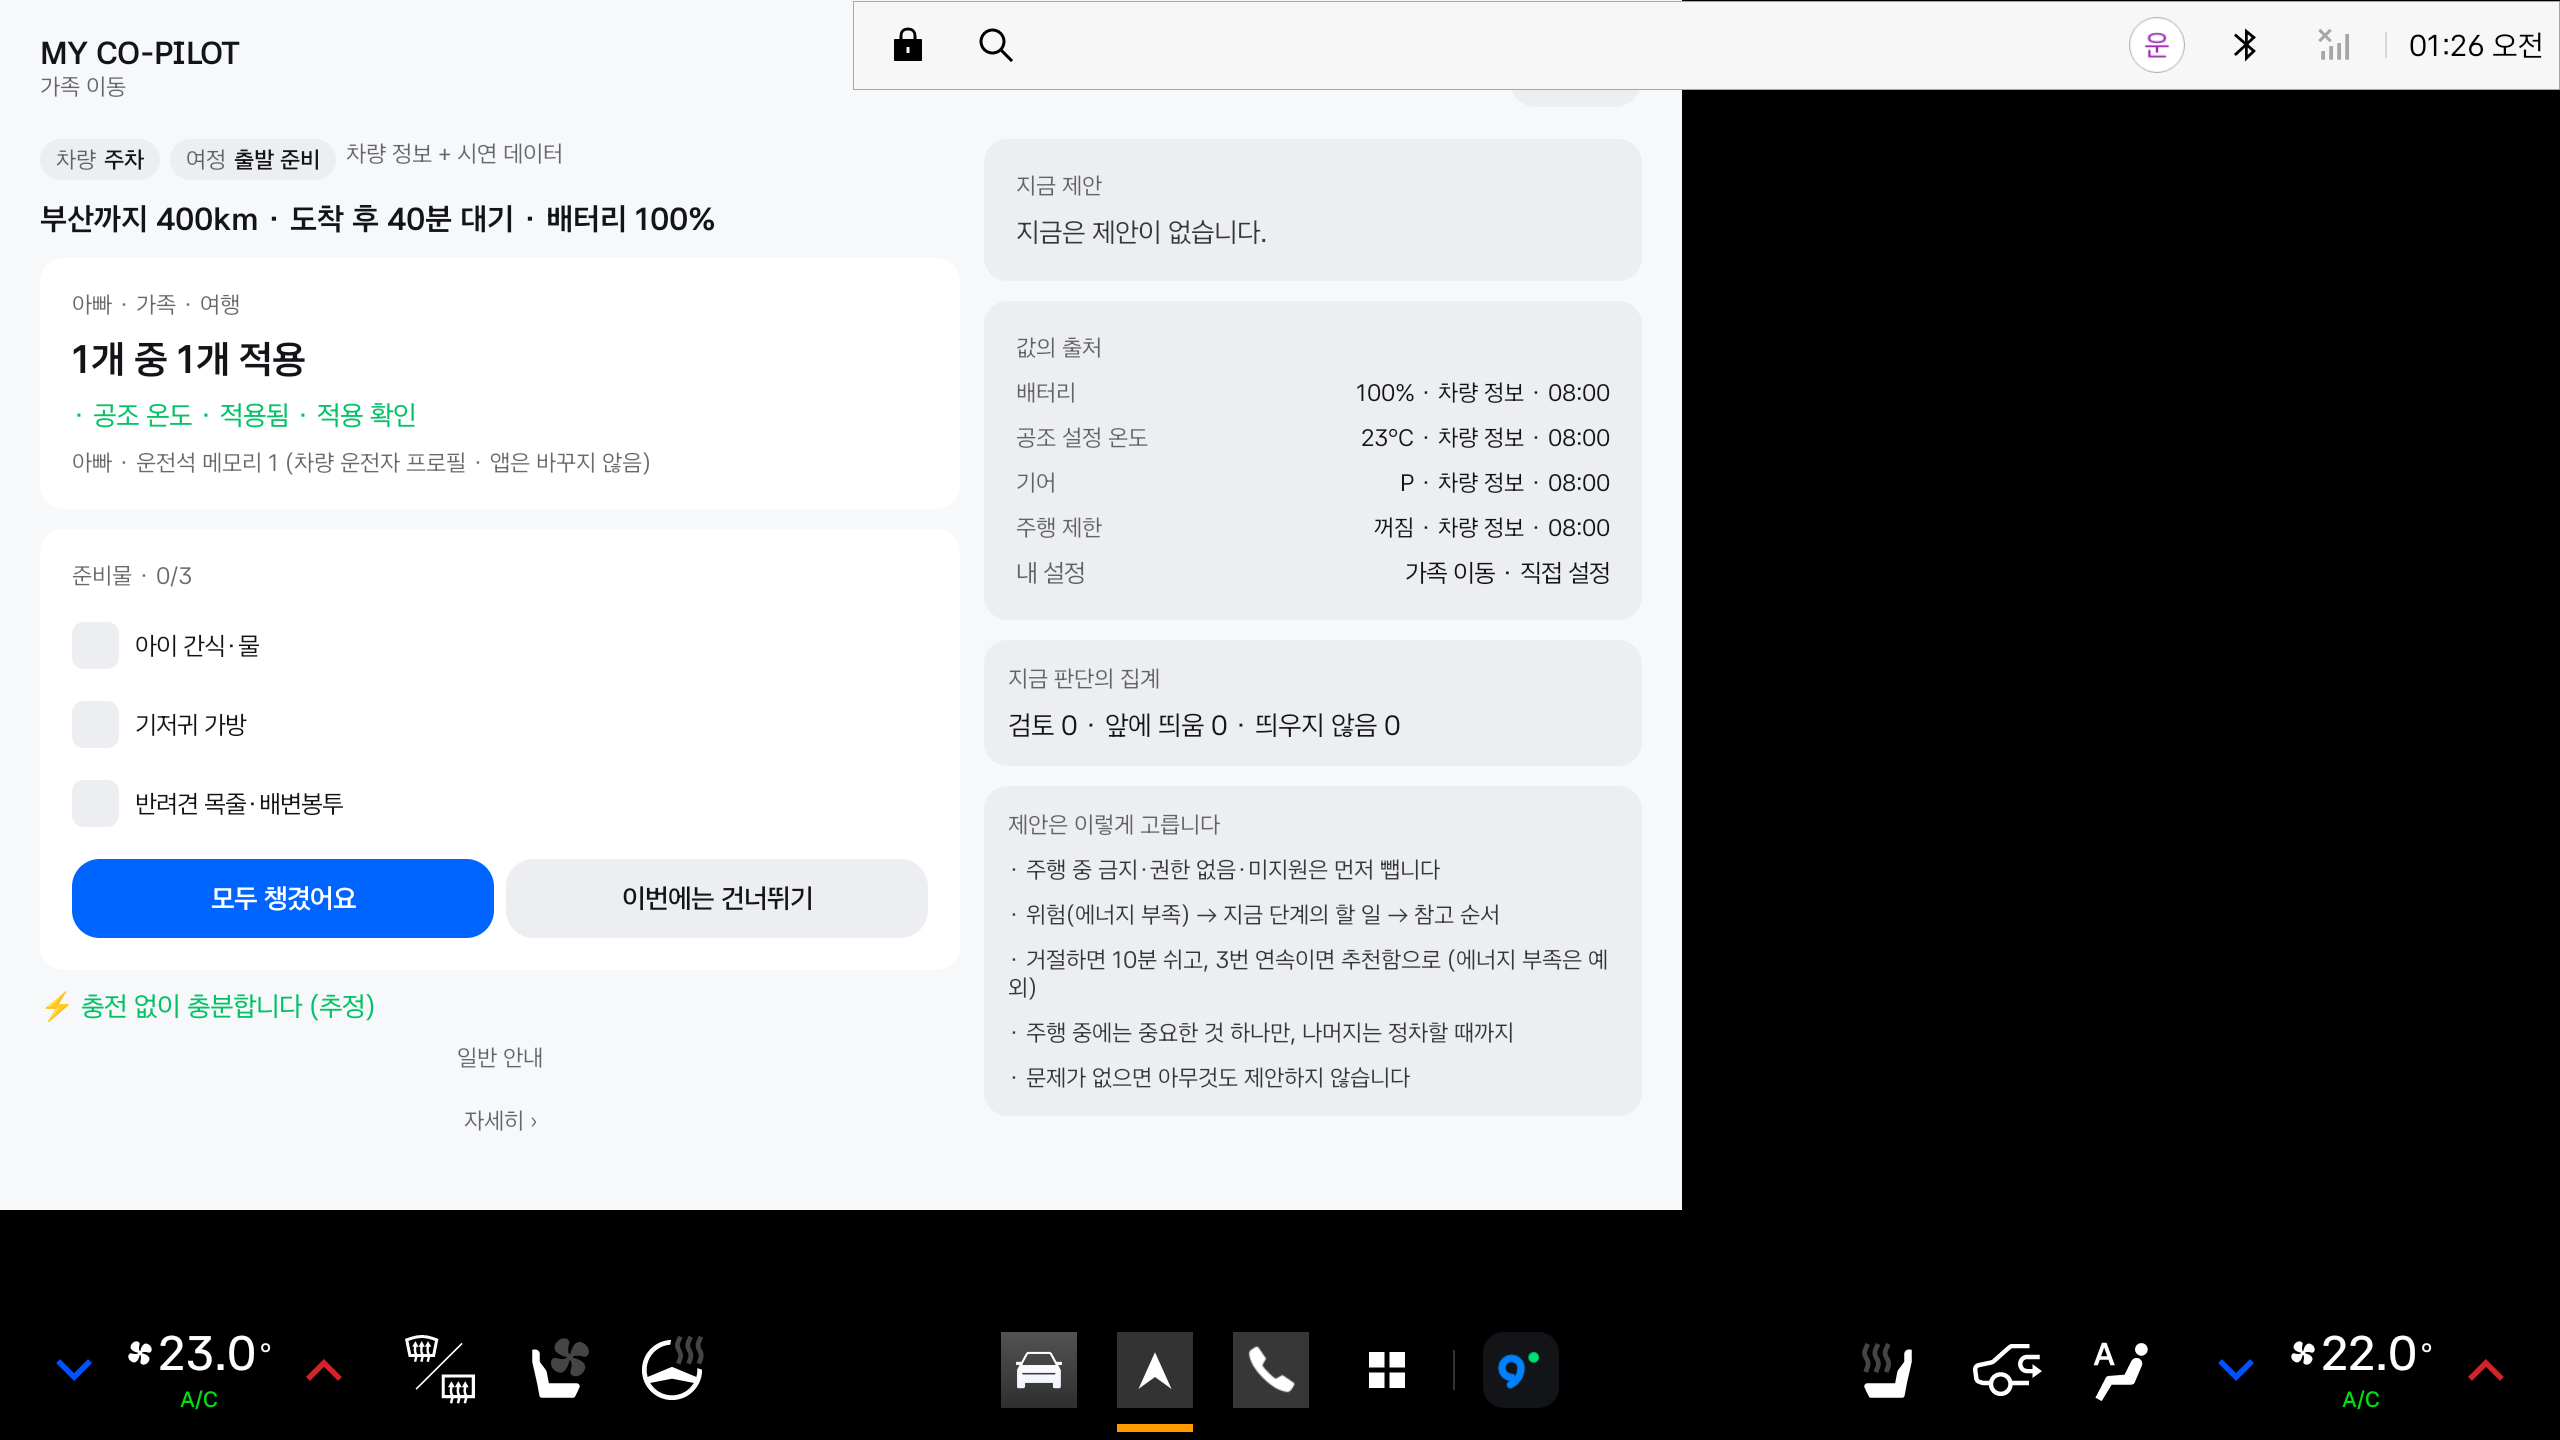 MY CO-PILOT
가족 이동
운
01:26 오전
차량 주차
여정 출발 준비
차량 정보 + 시연 데이터
부산까지 400km · 도착 후 40분 대기 · 배터리 100%
아빠 · 가족 · 여행
1개 중 1개 적용
· 공조 온도 · 적용됨 · 적용 확인
아빠 · 운전석 메모리 1 (차량 운전자 프로필 · 앱은 바꾸지 않음)
준비물 · 0/3
아이 간식·물
기저귀 가방
반려견 목줄·배변봉투
모두 챙겼어요
이번에는 건너뛰기
⚡ 충전 없이 충분합니다 (추정)
일반 안내
자세히 ›
지금 제안
지금은 제안이 없습니다.
값의 출처
배터리 100% · 차량 정보 · 08:00
공조 설정 온도 23°C · 차량 정보 · 08:00
기어 P · 차량 정보 · 08:00
주행 제한 꺼짐 · 차량 정보 · 08:00
내 설정 가족 이동 · 직접 설정
지금 판단의 집계
검토 0 · 앞에 띄움 0 · 띄우지 않음 0
제안은 이렇게 고릅니다
· 주행 중 금지·권한 없음·미지원은 먼저 뺍니다
· 위험(에너지 부족) → 지금 단계의 할 일 → 참고 순서
· 거절하면 10분 쉬고, 3번 연속이면 추천함으로 (에너지 부족은 예
외)
· 주행 중에는 중요한 것 하나만, 나머지는 정차할 때까지
· 문제가 없으면 아무것도 제안하지 않습니다
23.0°
A/C
A
22.0°
A/C